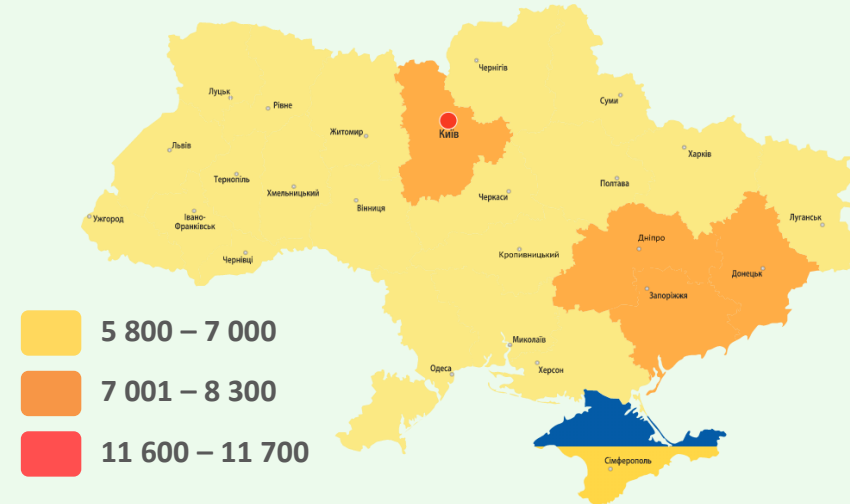 Чернігів
Луцьк
Рівне
Суми
Житомир
Київ
Львів
Харків
Тернопіль
Хмельницький
Полтава
Черкаси
Вінниця
Ужгород
Івано-
Франківськ
Луганськ
Дніпро
Чернівці
Кропивницький
Донецьк
Запоріжжя
5 800 – 7 000
Миколаїв
Одеса
Херсон
7 001 – 8 300
11 600 – 11 700
Сімферополь